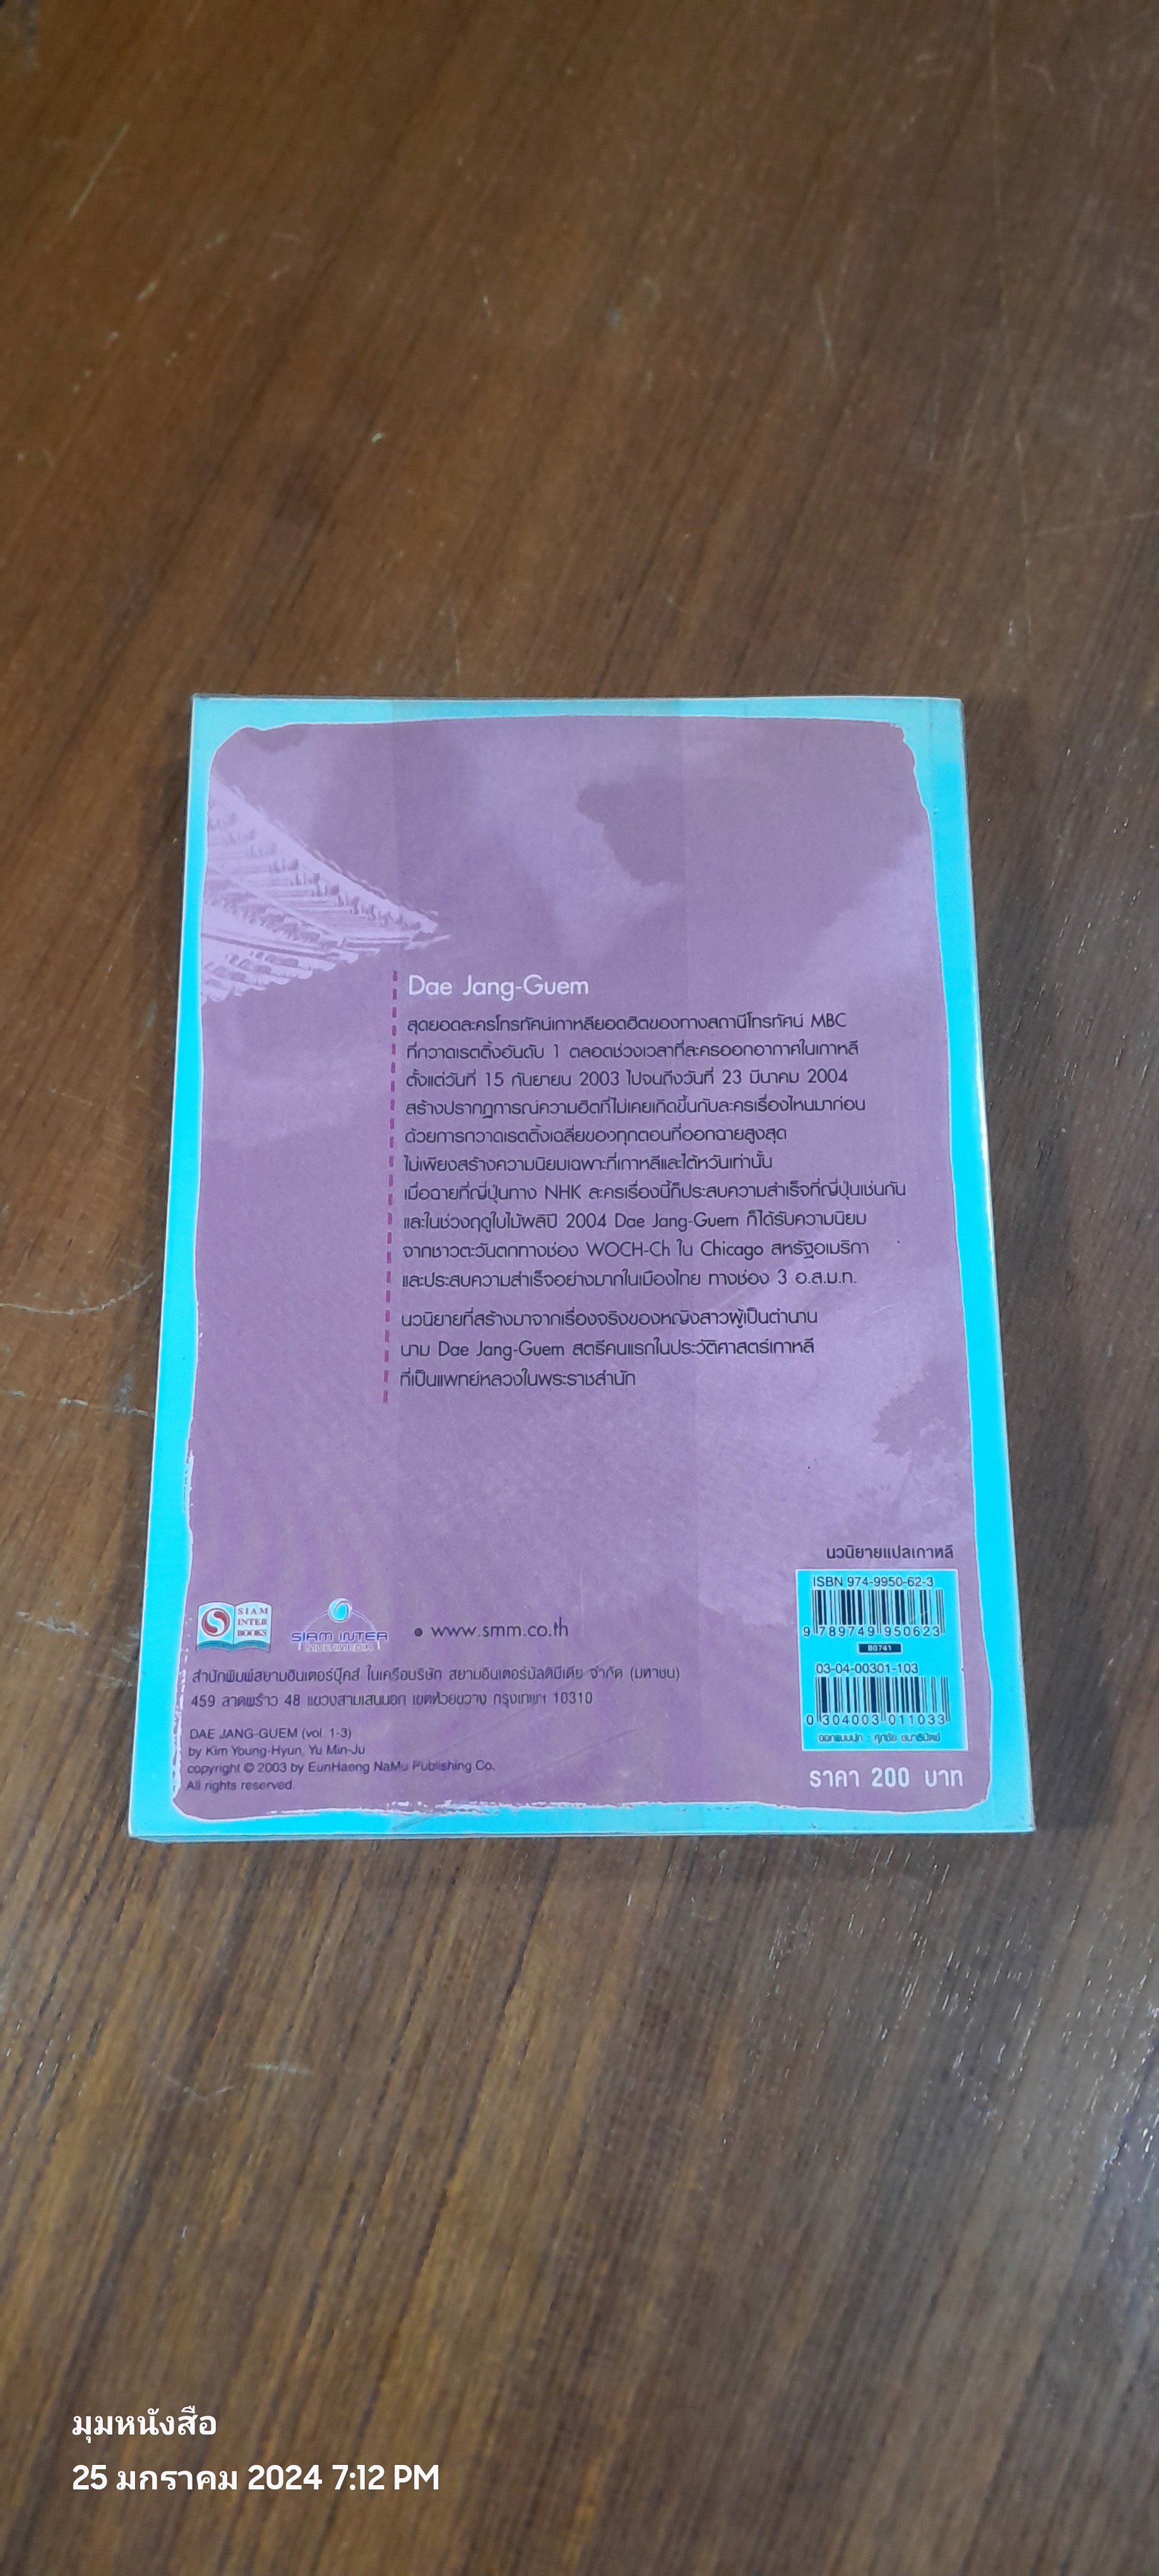 Dae Jang-Guem
สุดยอดละครโทรทัศน์เกาหลียอดฮิตของทางสถานีโทรทัศน์ MBC
ที่กวาดเรตติ้งอันดับ 1 ตลอดช่วงเวลาที่ละครออกอากาศในเกาหลี
ตั้งแต่วันที่ 15 กันยายน 2003 ไปจนถึงวันที่ 23 มีนาคม 2004
สร้างปรากฏการณ์ความฮิตที่ไม่เคยเกิดขึ้นกับละครเรื่องไหนมาก่อน
ด้วยการกวาดเรตติ้งเฉลี่ยของทุกตอนที่ออกฉายสูงสุด
ไม่เพียงสร้างความนิยมเฉพาะที่เกาหลีและไต้หวันเท่านั้น
เมื่อฉายที่ญี่ปุ่นทาง NHK ละครเรื่องนี้ก็ประสบความสำเร็จที่ญี่ปุ่นเช่นกัน
และในช่วงฤดูใบไม้ผลิปี 2004 Dae Jang-Guem ก็ได้รับความนิยม
จากชาวตะวันตกทางช่อง WOCH-Ch ใน Chicago สหรัฐอเมริกา
และประสบความสำเร็จอย่างมากในเมืองไทย ทางช่อง 3 อ.ส.ม.ท.
นวนิยายที่สร้างมาจากเรื่องจริงของหญิงสาวผู้เป็นตำนาน
นาม Dae Jang-Guem สตรีคนแรกในประวัติศาสตร์เกาหลี
ที่เป็นแพทย์หลวงในพระราชสำนัก
นวนิยายแปลเกาหลี
ISBN 974-9950-62-3
9 789749 950623
B0741
03-04-00301-103
0 304003 011033
ออกแบบปก : ศุภชัย
ราคา 200 บาท
SIAM
INTER
BOOKS
SIAM INTER
MULTIMEDIA
• www.smm.co.th
สำนักพิมพ์สยามอินเตอร์บุ๊คส์ ในเครือบริษัท สยามอินเตอร์มัลติมีเดีย จำกัด (มหาชน)
459 ลาดพร้าว 48 แขวงสามเสนนอก เขตห้วยขวาง กรุงเทพฯ 10310
DAE JANG-GUEM (vol. 1-3)
by Kim Young-Hyun, Yu Min-Ju
copyright © 2003 by EunHaeng NaMu Publishing Co.
All rights reserved.
มุมหนังสือ
25 มกราคม 2024 7:12 PM